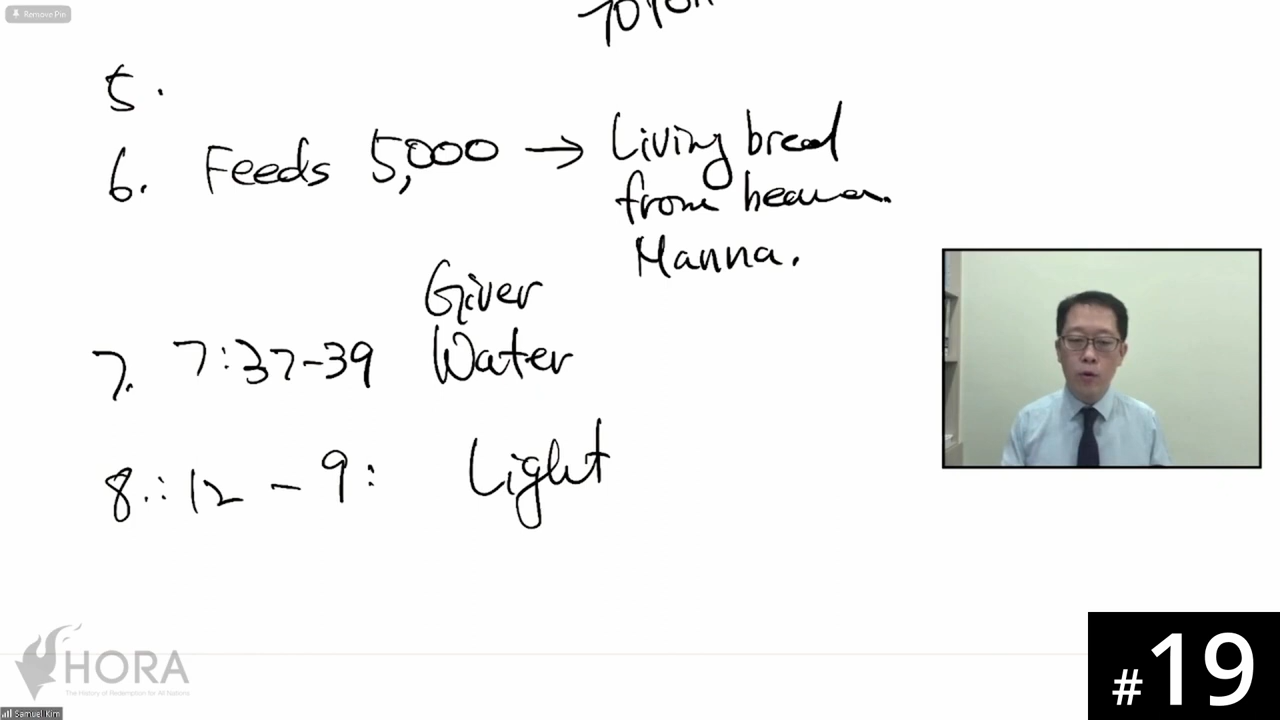 Remove Pin
5.
6. Feeds 5,000 → Living bread
from heaven.
Manna.
Giver
7. 7:37-39 Water
8.: 12 - 9: Light
HORA
The History of Redemption for All Nations
Samuel Kim
#19